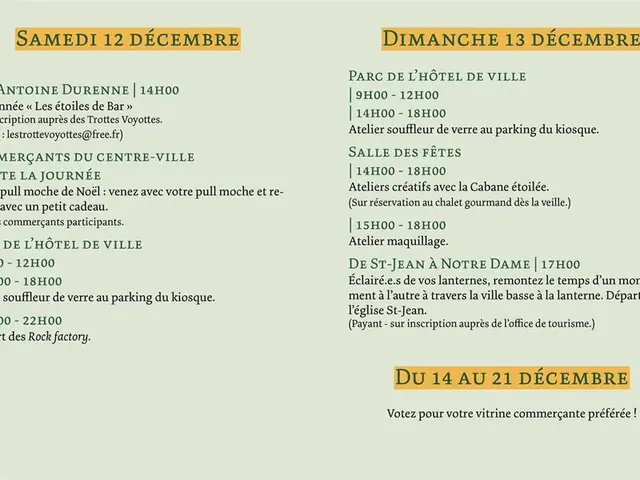 Samedi 12 décembre
Antoine Durenne | 14h00
nnée « Les étoiles de Bar »
cription auprès des Trottes Voyottes.
: lestrottevoyottes@free.fr)
merçants du centre-ville
te la journée
pull moche de Noël : venez avec votre pull moche et re-
avec un petit cadeau.
s commerçants participants.
de l’hôtel de ville
0 - 12h00
00 - 18h00
souffleur de verre au parking du kiosque.
00 - 22h00
rt des Rock factory.
Dimanche 13 décembre
Parc de l’hôtel de ville
| 9h00 - 12h00
| 14h00 - 18h00
Atelier souffleur de verre au parking du kiosque.
Salle des fêtes
| 14h00 - 18h00
Ateliers créatifs avec la Cabane étoilée.
(Sur réservation au chalet gourmand dès la veille.)
| 15h00 - 18h00
Atelier maquillage.
De St-Jean à Notre Dame | 17h00
Éclairé.e.s de vos lanternes, remontez le temps d’un mon
ment à l’autre à travers la ville basse à la lanterne. Départ
l’église St-Jean.
(Payant - sur inscription auprès de l’office de tourisme.)
Du 14 au 21 décembre
Votez pour votre vitrine commerçante préférée !